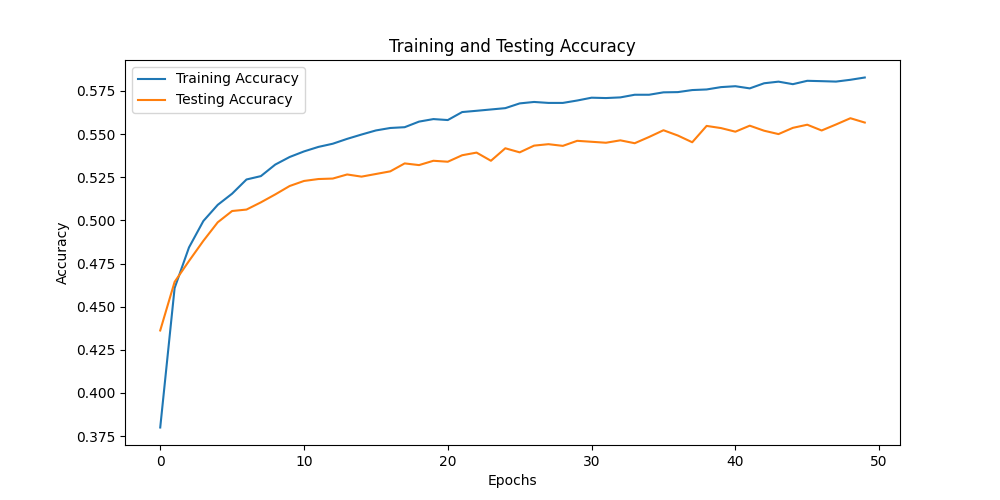 Training and Testing Accuracy
Training Accuracy
Testing Accuracy
0.575
0.550
0.525
0.500
0.475
0.450
0.425
0.400
0.375
Accuracy
0 10 20 30 40 50
Epochs